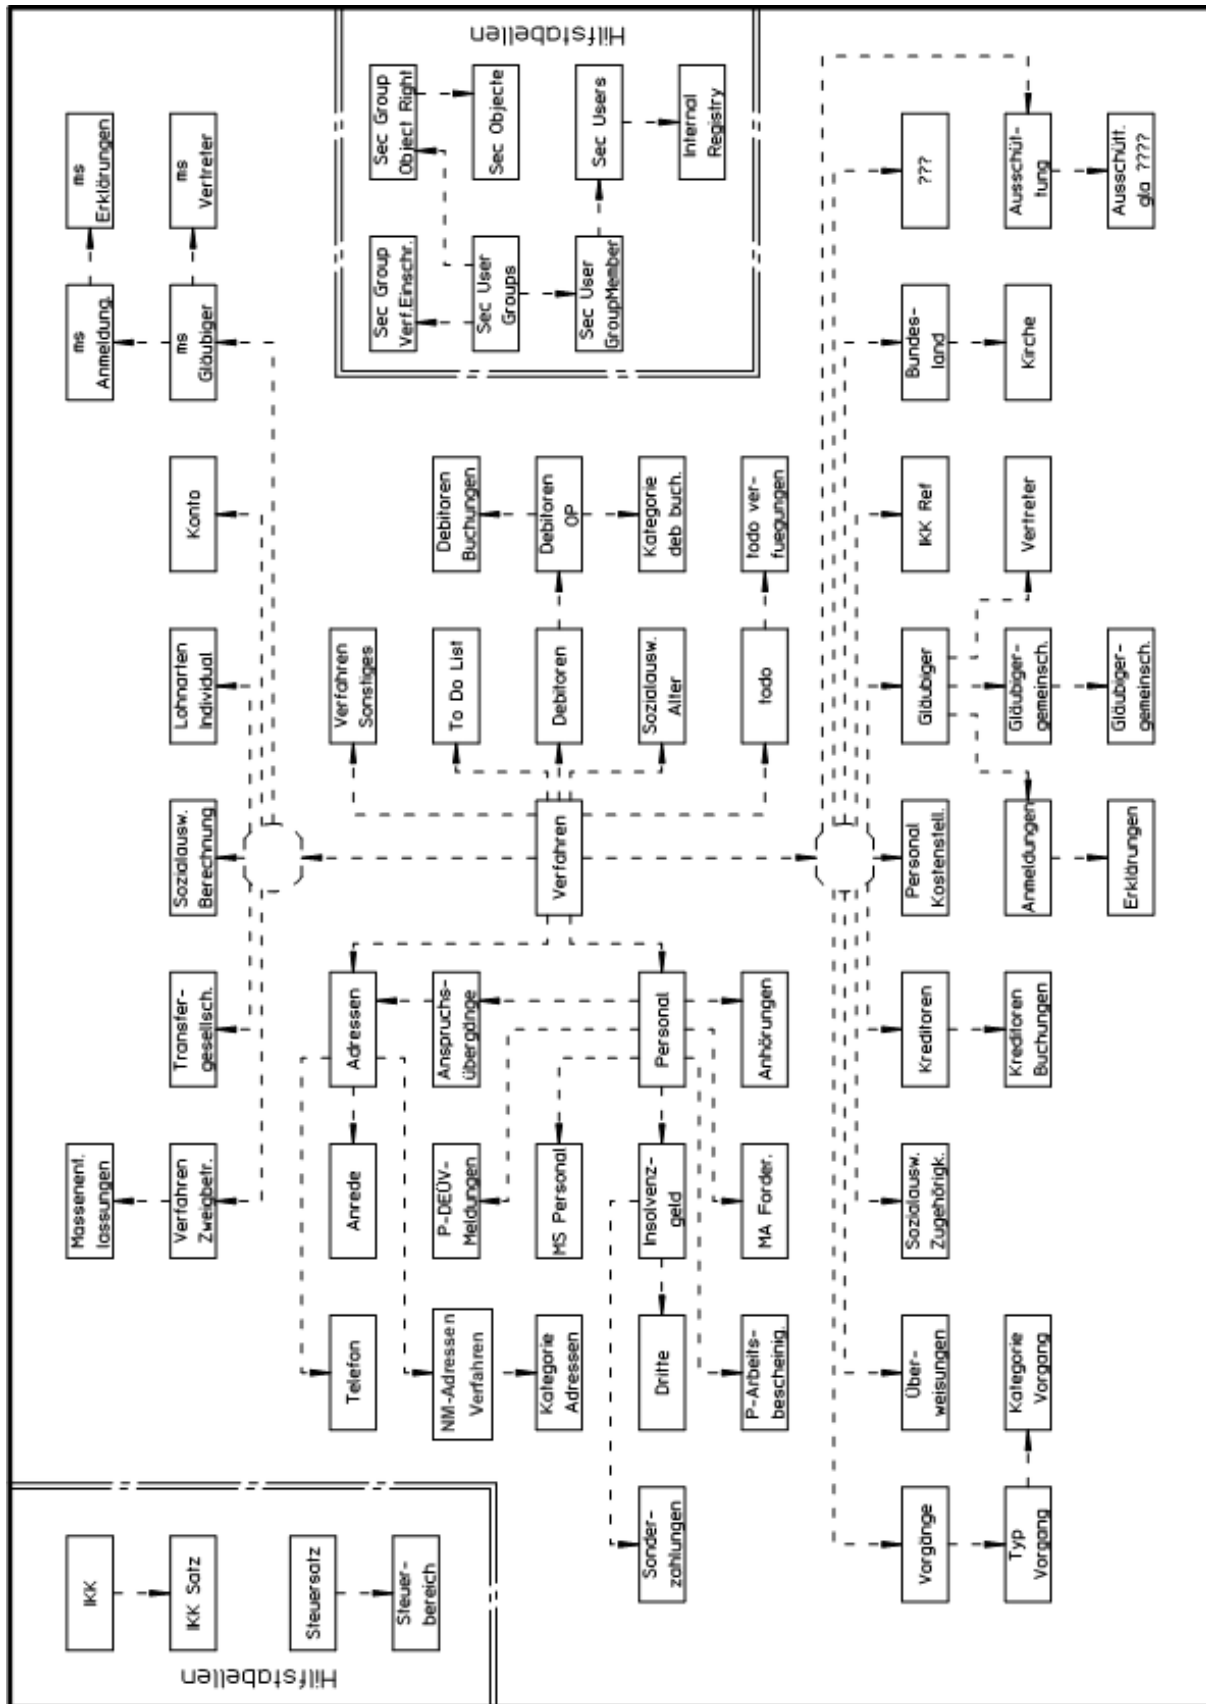 Hilfstabellen
IKK
IKK Satz
Steuersatz
Steuer-
bereich
Massenent.
lassungen
Verfahren
Zweigbetr.
Transfer-
gesellsch.
Sozialausw.
Berechnung
Lohnarten
Individual
Konto
ms
Anmeldung.
ms
Erklärungen
ms
Gläubiger
ms
Vertreter
Telefon
Anrede
Adressen
Verfahren
Sonstiges
NM-Adressen
Verfahren
P-DEÜV-
Meldungen
Anspruchs-
übergänge
To Do List
Debitoren
Buchungen
Kategorie
Adressen
MS Personal
Verfahren
Debitoren
Debitoren
OP
Sonder-
zahlungen
Dritte
Insolvenz-
geld
Personal
Sozialausw.
Alter
Kategorie
deb buch.
P-Arbeits-
bescheinig.
MA Forder.
Anhörungen
todo
todo ver-
fuegungen
Hilfstabellen
Sec Group
Verf.Einschr.
Sec Group
Object Right
Sec User
Groups
Sec Objecte
Sec User
GroupMember
Sec Users
Internal
Registry
Vorgänge
Über-
weisungen
Sozialausw.
Zugehörigk.
Kreditoren
Personal
Kostenstell.
Gläubiger
IKK Ref
Bundes-
land
???
Typ
Vorgang
Kategorie
Vorgang
Kreditoren
Buchungen
Anmeldungen
Gläubiger-
gemeinsch.
Vertreter
Kirche
Ausschüt-
tung
Erklärungen
Gläubiger-
gemeinsch.
Ausschütt.
gla ????